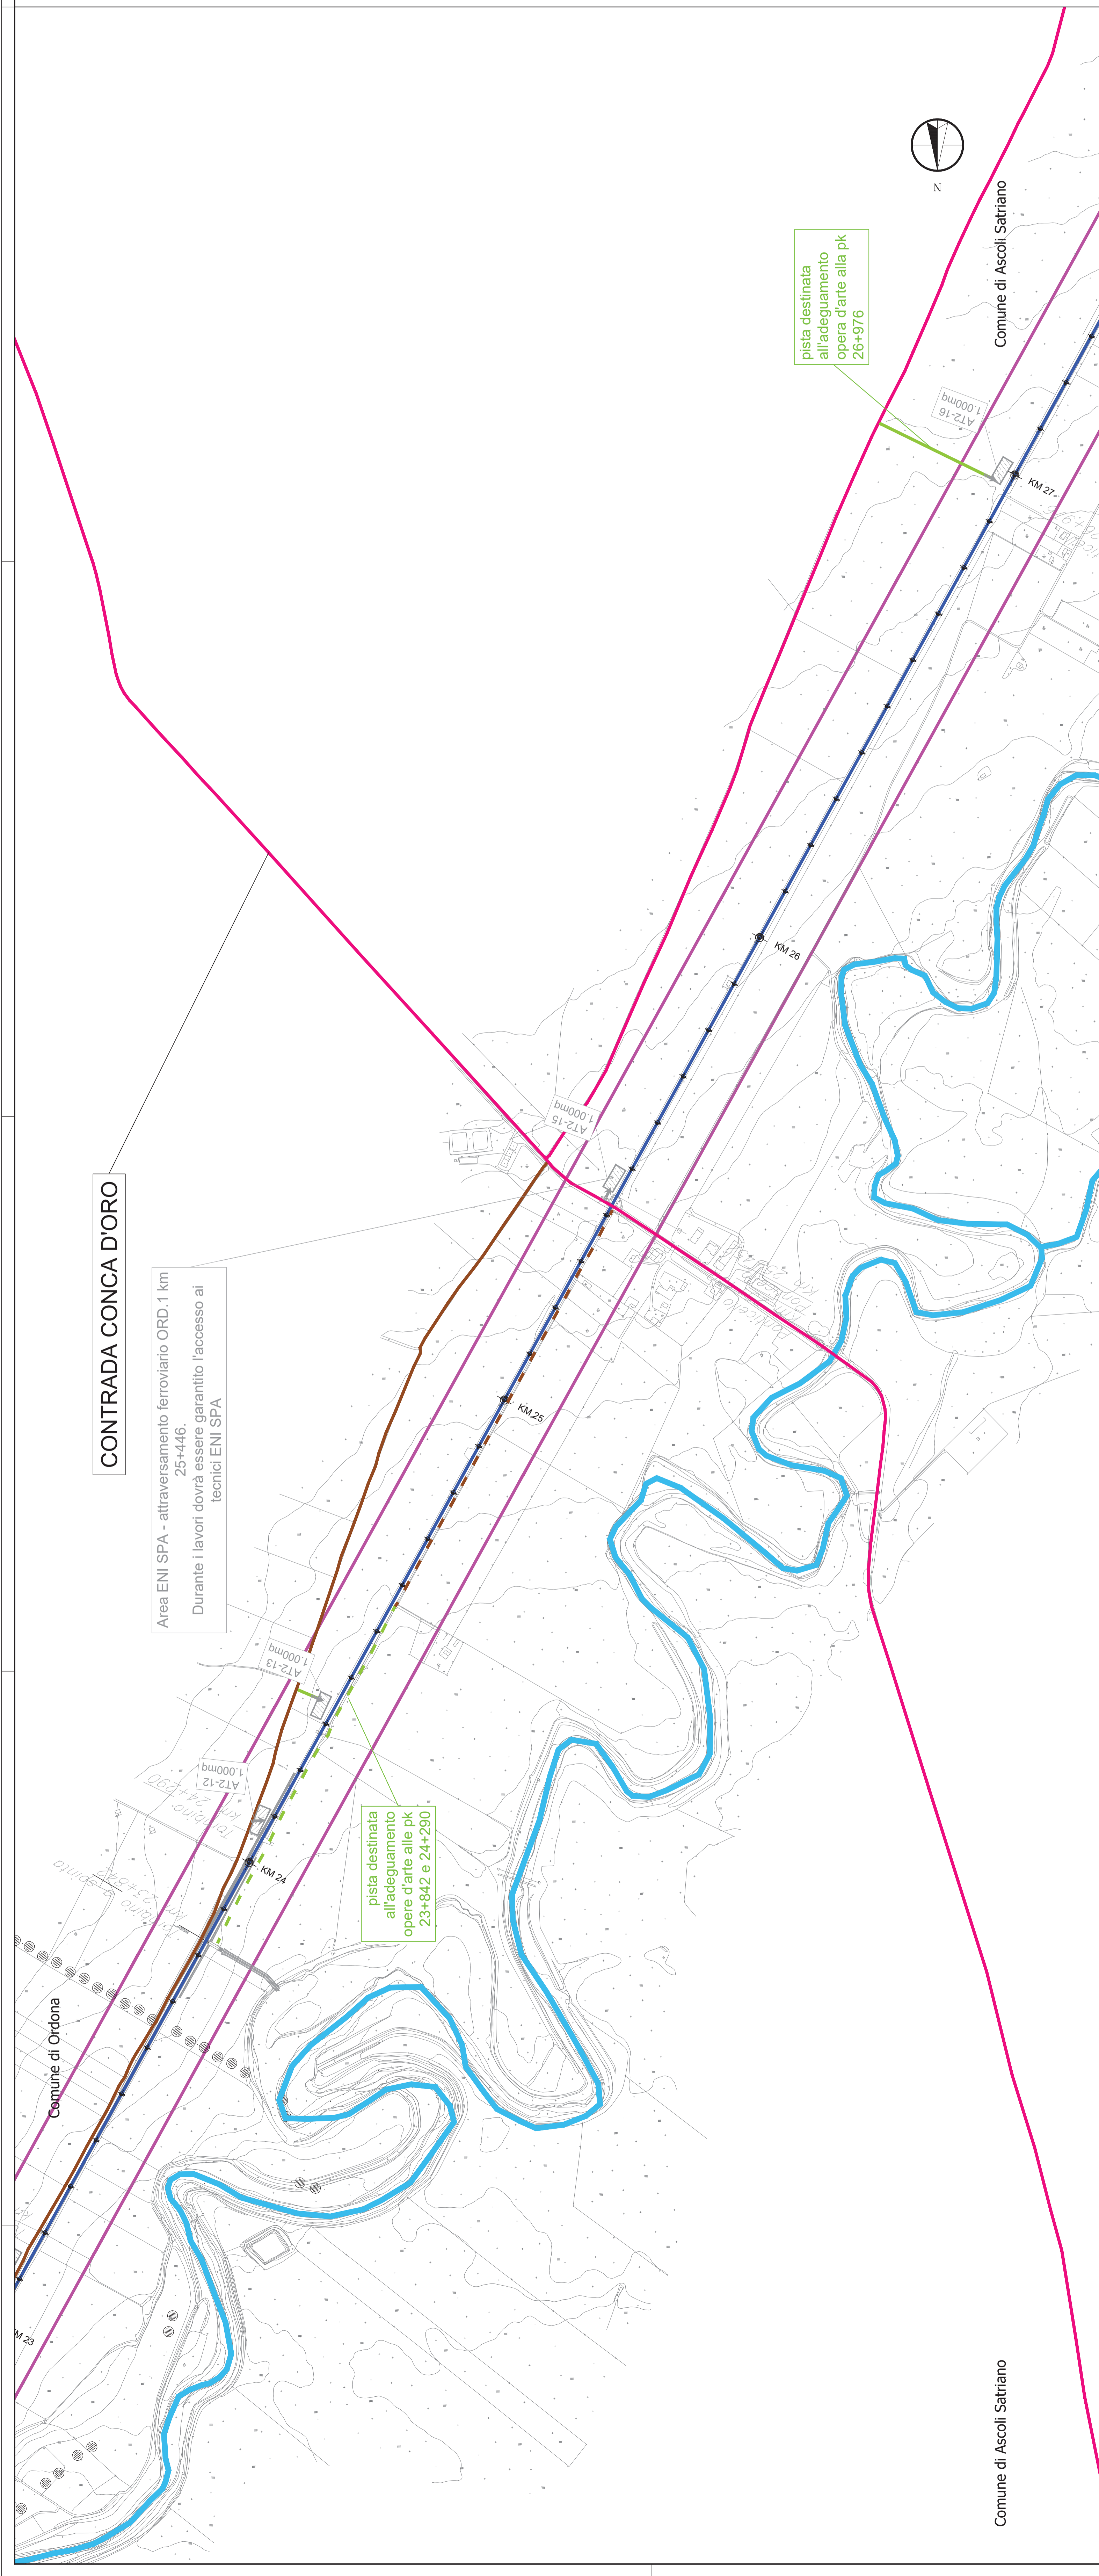 N
Comune di Ascoli Satriano
pista destinata
all'adeguamento
opera d'arte alla pk
26+976
AT2-16
1.000mq
KM 27
KM 26
AT2-15
1.000mq
CONTRADA CONCA D'ORO
Area ENI SPA - attraversamento ferroviario ORD.1 km
25+446.
Durante i lavori dovrà essere garantito l'accesso ai
tecnici ENI SPA
KM 25
AT2-13
1.000mq
AT2-12
1.000mq
Tombino
km 24+290
KM 24
pista destinata
all'adeguamento
opere d'arte alle pk
23+842 e 24+290
Comune di Ordona
M 23
Comune di Ascoli Satriano